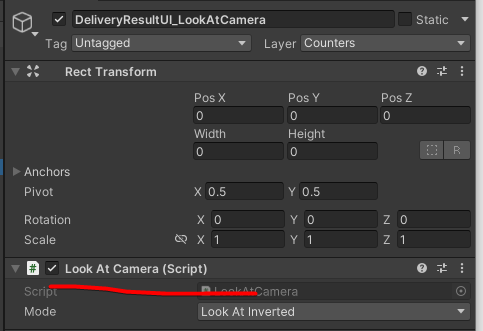 DeliveryResultUI_LookAtCamera Static
Tag Untagged Layer Counters
Rect Transform
Pos X Pos Y Pos Z
0 0 0
Width Height
0 0
R
Anchors
Pivot X 0.5 Y 0.5
Rotation X 0 Y 0 Z 0
Scale X 1 Y 1 Z 1
# Look At Camera (Script)
Script LookAtCamera
Mode Look At Inverted